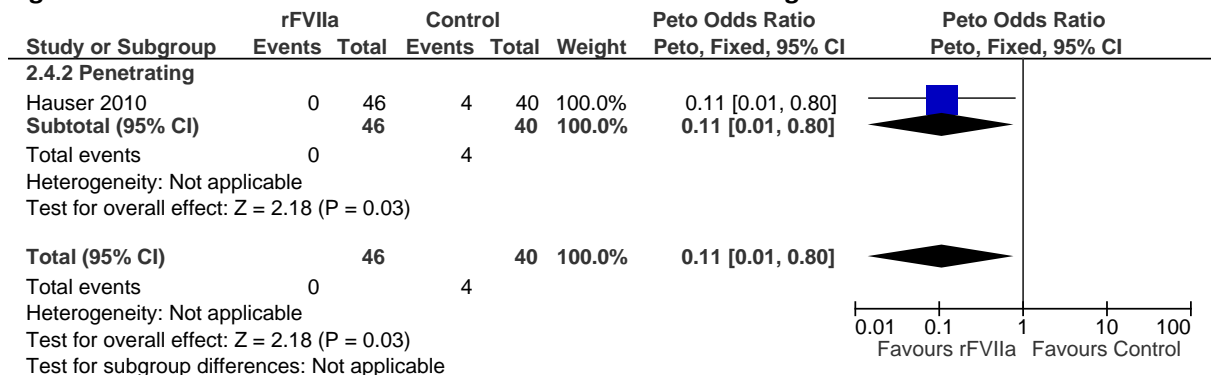 rFVIIa Control Peto Odds Ratio Peto Odds Ratio
Study or Subgroup Events Total Events Total Weight Peto, Fixed, 95% CI Peto, Fixed, 95% CI
2.4.2 Penetrating
Hauser 2010 0 46 4 40 100.0% 0.11 [0.01, 0.80]
Subtotal (95% CI) 46 40 100.0% 0.11 [0.01, 0.80]
Total events 0 4
Heterogeneity: Not applicable
Test for overall effect: Z = 2.18 (P = 0.03)
Total (95% CI) 46 40 100.0% 0.11 [0.01, 0.80]
Total events 0 4
Heterogeneity: Not applicable
Test for overall effect: Z = 2.18 (P = 0.03)
Test for subgroup differences: Not applicable
0.01 0.1 1 10 100
Favours rFVIIa Favours Control